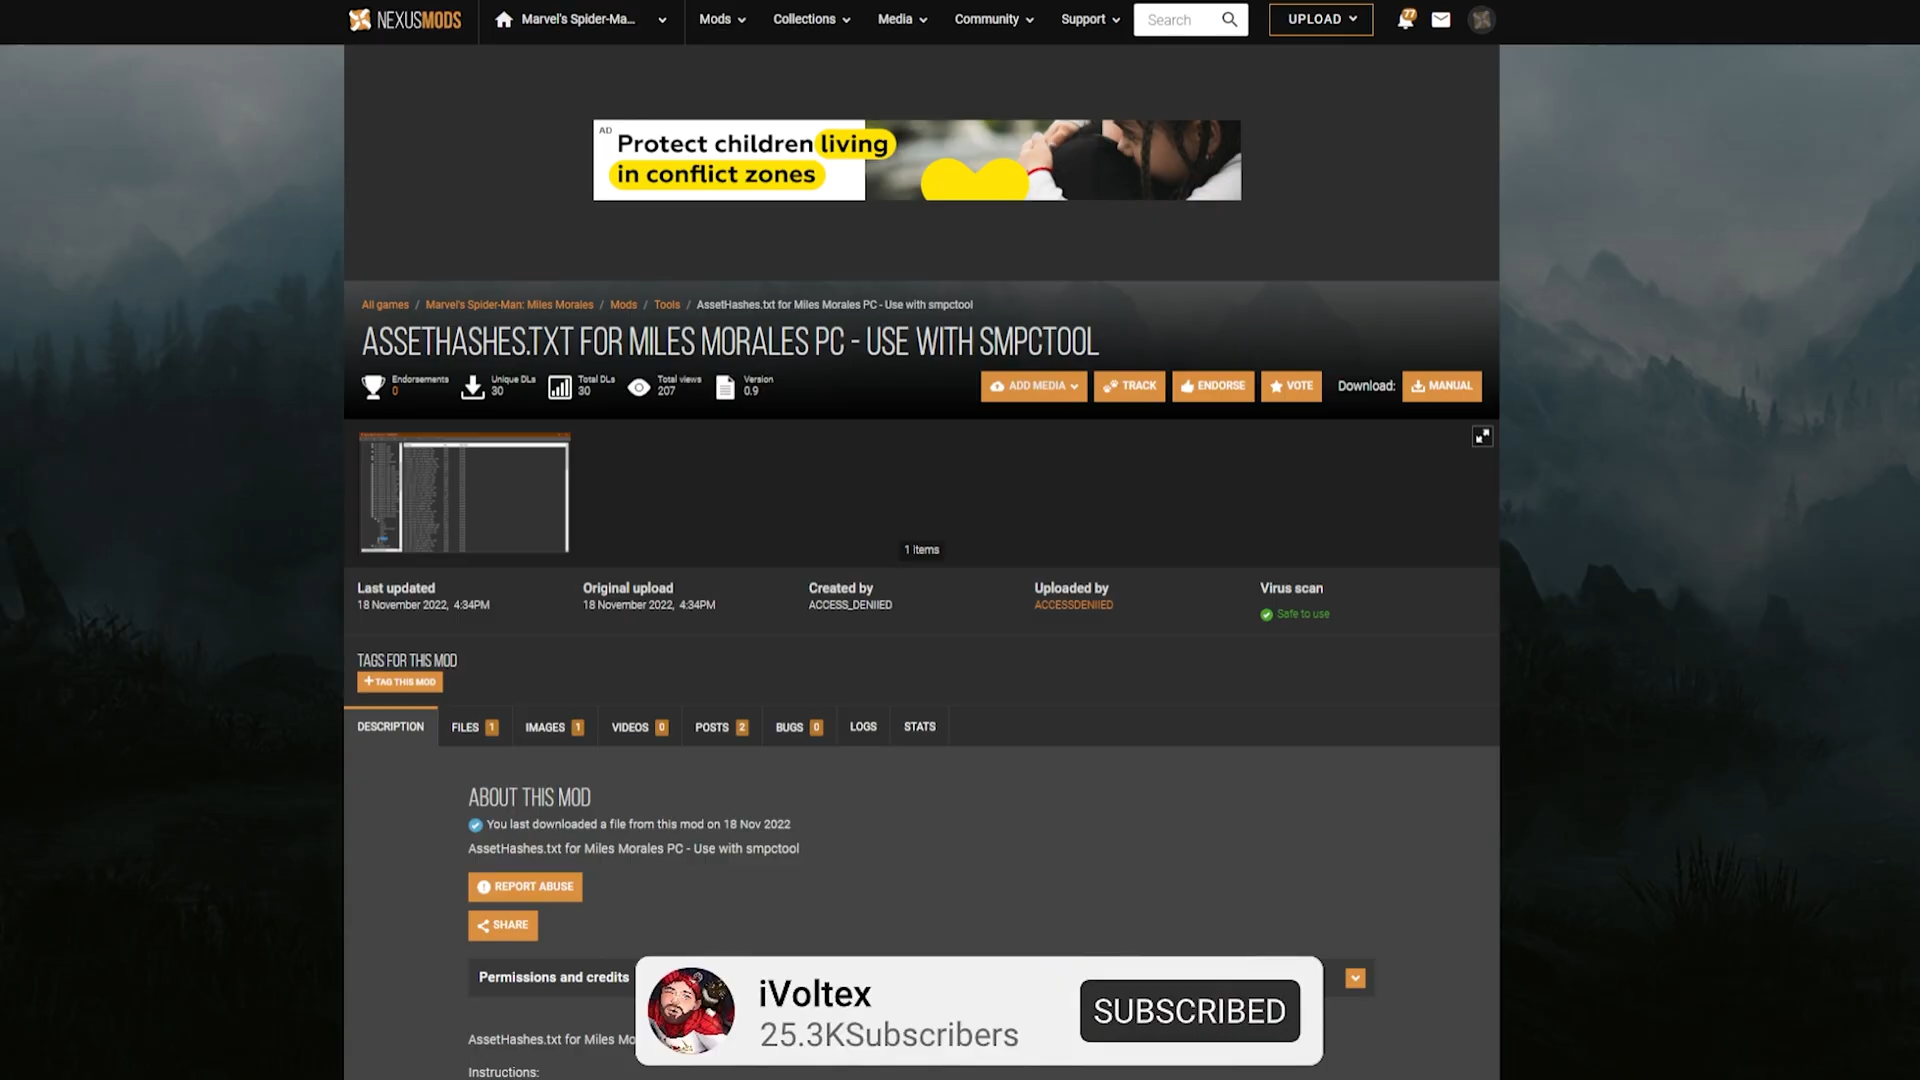 NEXUSMODS
Marvel's Spider-Ma...
Mods
Collections
Media
Community
Support
Search
UPLOAD
77
AD
Protect children living
in conflict zones
All games / Marvel's Spider-Man: Miles Morales / Mods / Tools / AssetHashes.txt for Miles Morales PC - Use with smpctool
ASSETHASHES.TXT FOR MILES MORALES PC - USE WITH SMPCTOOL
Endorsements
0
Unique DLs
30
Total DLs
30
Total views
207
Version
0.9
ADD MEDIA
TRACK
ENDORSE
VOTE
Download:
MANUAL
1 items
Last updated
18 November 2022, 4:34PM
Original upload
18 November 2022, 4:34PM
Created by
ACCESS_DENIIED
Uploaded by
ACCESSDENIIED
Virus scan
Safe to use
TAGS FOR THIS MOD
+ TAG THIS MOD
DESCRIPTION
FILES 1
IMAGES 1
VIDEOS 0
POSTS 2
BUGS 0
LOGS
STATS
ABOUT THIS MOD
You last downloaded a file from this mod on 18 Nov 2022
AssetHashes.txt for Miles Morales PC - Use with smpctool
REPORT ABUSE
SHARE
Permissions and credits
iVoltex
25.3KSubscribers
SUBSCRIBED
AssetHashes.txt for Miles Mo
Instructions: